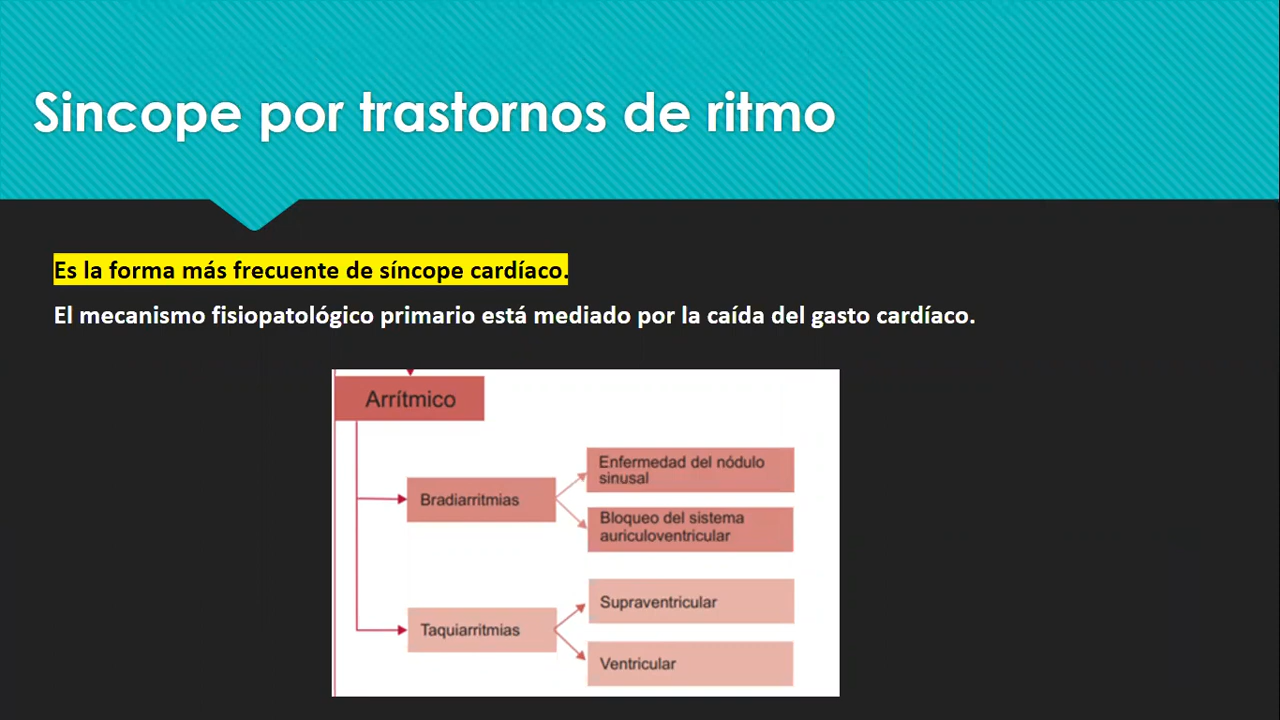 Sincope por trastornos de ritmo
Es la forma más frecuente de síncope cardíaco.
El mecanismo fisiopatológico primario está mediado por la caída del gasto cardíaco.
Arrítmico
Bradiarritmias
Enfermedad del nódulo
sinusal
Bloqueo del sistema
auriculoventricular
Taquiarritmias
Supraventricular
Ventricular